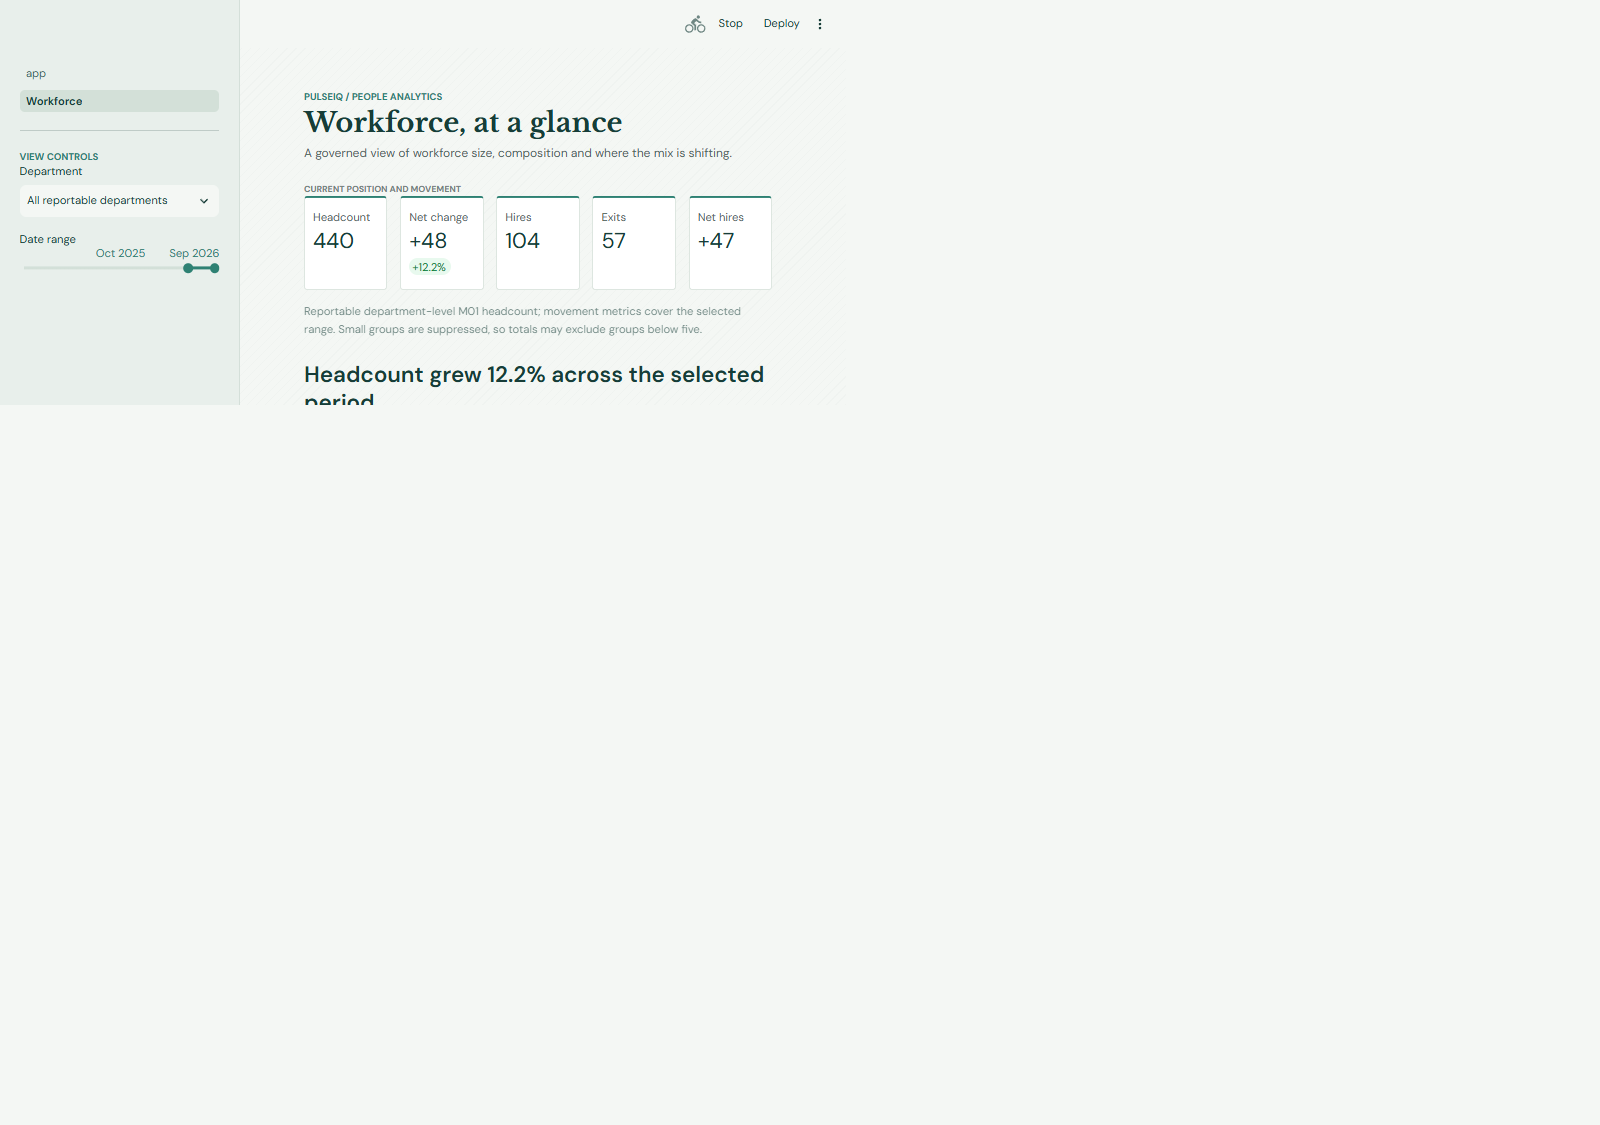 Stop
Deploy
app
Workforce
VIEW CONTROLS
Department
All reportable departments
Date range
Oct 2025
Sep 2026
PULSEIQ / PEOPLE ANALYTICS
Workforce, at a glance
A governed view of workforce size, composition and where the mix is shifting.
CURRENT POSITION AND MOVEMENT
Headcount
440
Net change
+48
+12.2%
Hires
104
Exits
57
Net hires
+47
Reportable department-level M01 headcount; movement metrics cover the selected
range. Small groups are suppressed, so totals may exclude groups below five.
Headcount grew 12.2% across the selected
period